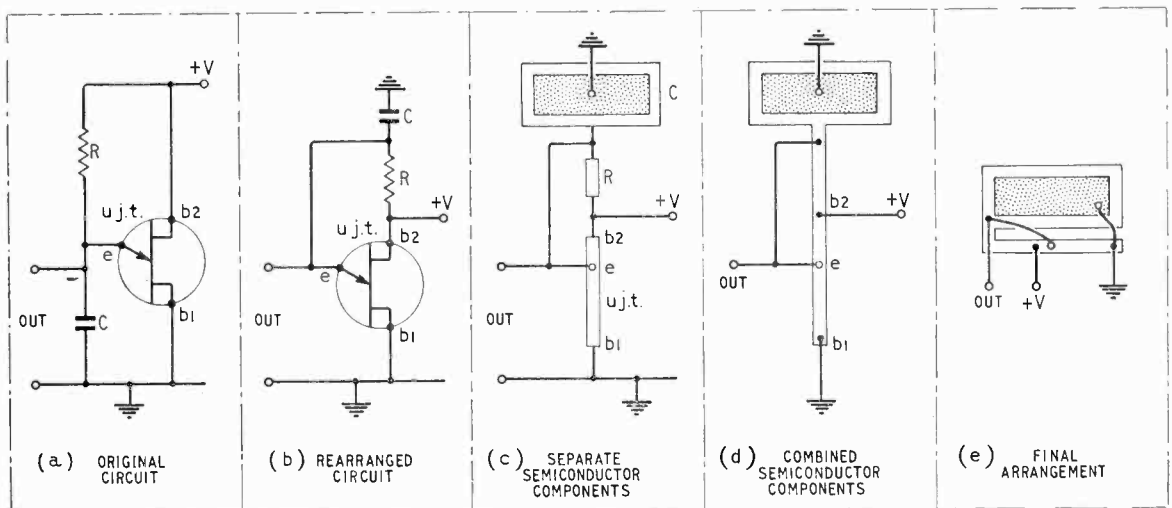 +V
R
u.j.t.
b2
e
OUT
C
b1
(a) ORIGINAL
CIRCUIT
C
R
+V
u.j.t.
b2
e
OUT
b1
(b) REARRANGED
CIRCUIT
C
R
+V
b2
e
OUT
u.j.t.
b1
(c) SEPARATE
SEMICONDUCTOR
COMPONENTS
b2
+V
e
OUT
b1
(d) COMBINED
SEMICONDUCTOR
COMPONENTS
OUT
+V
(e) FINAL
ARRANGEMENT